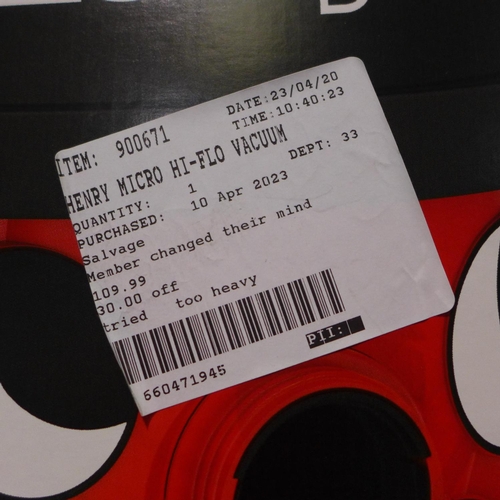 DATE:23/04/20
TIME:10:40:23
ITEM: 900671
HENRY MICRO HI-FLO VACUUM
DEPT: 33
QUANTITY: 1
PURCHASED: 10 Apr 2023
Salvage
Member changed their mind
109.99
30.00 off
tried too heavy
660471945
PII: